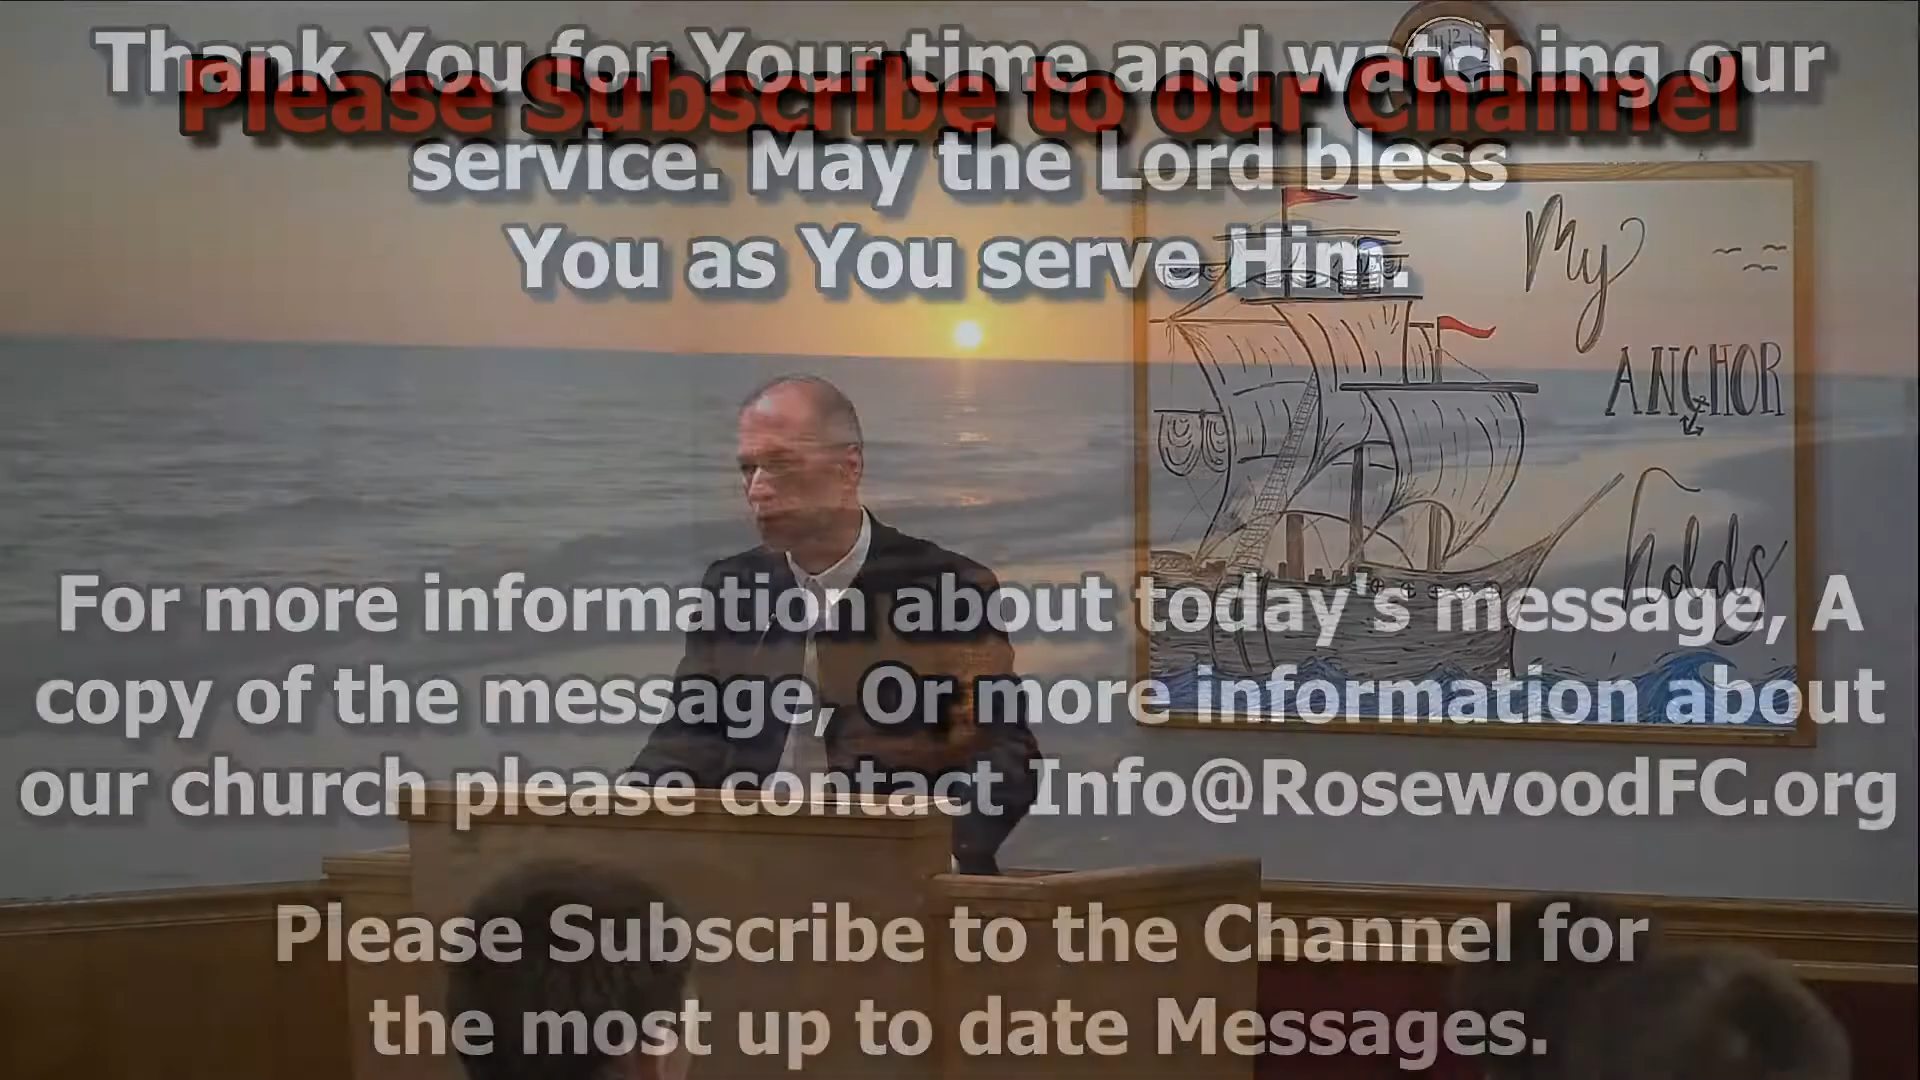 Thank You for Your time and watching our
Please Subscribe to our Channel
service. May the Lord bless
You as You serve Him.
My
ANCHOR
holds
For more information about today's message, A
copy of the message, Or more information about
our church please contact Info@RosewoodFC.org
Please Subscribe to the Channel for
the most up to date Messages.